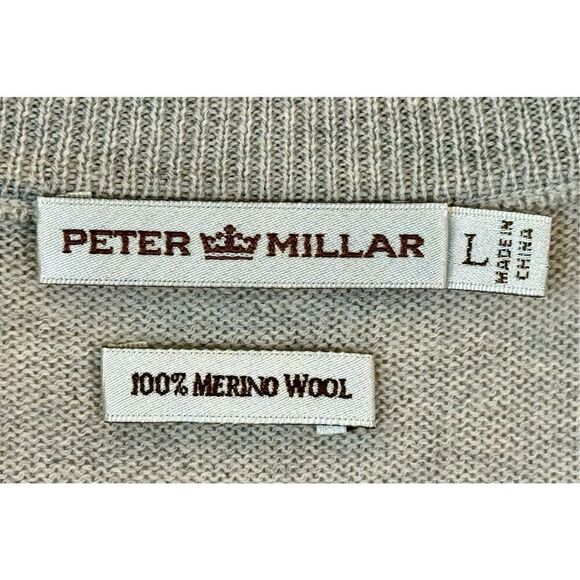 PETER MILLAR
L
MADE IN
CHINA
100% MERINO WOOL